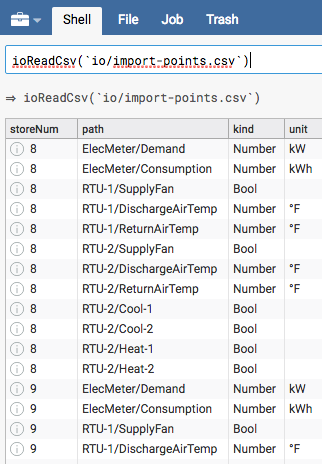 Shell File Job Trash
ioReadCsv(`io/import-points.csv`)
⇒ ioReadCsv(`io/import-points.csv`)
storeNum path kind unit
8 ElecMeter/Demand Number kW
8 ElecMeter/Consumption Number kWh
8 RTU-1/SupplyFan Bool
8 RTU-1/DischargeAirTemp Number °F
8 RTU-1/ReturnAirTemp Number °F
8 RTU-2/SupplyFan Bool
8 RTU-2/DischargeAirTemp Number °F
8 RTU-2/ReturnAirTemp Number °F
8 RTU-2/Cool-1 Bool
8 RTU-2/Cool-2 Bool
8 RTU-2/Heat-1 Bool
8 RTU-2/Heat-2 Bool
9 ElecMeter/Demand Number kW
9 ElecMeter/Consumption Number kWh
9 RTU-1/SupplyFan Bool
9 RTU-1/DischargeAirTemp Number °F